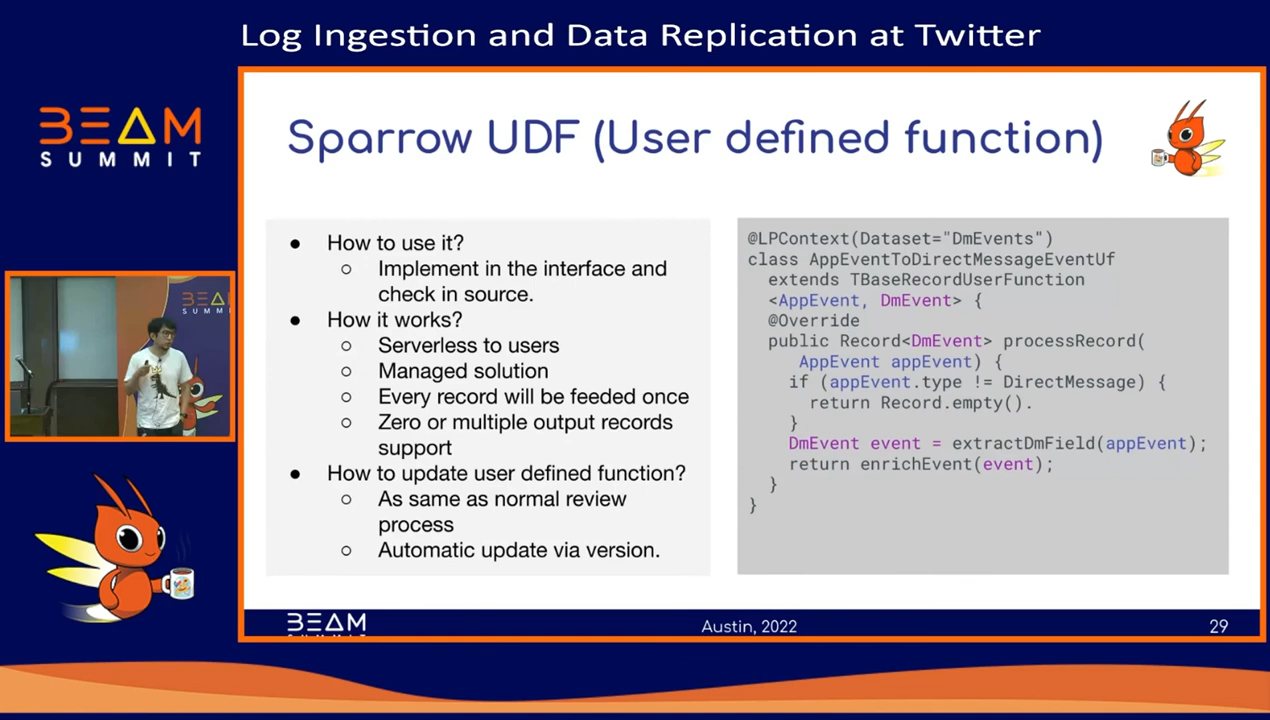 Log Ingestion and Data Replication at Twitter
BEAM
SUMMIT
Sparrow UDF (User defined function)
● How to use it?
○ Implement in the interface and
check in source.
● How it works?
○ Serverless to users
○ Managed solution
○ Every record will be feeded once
○ Zero or multiple output records
support
● How to update user defined function?
○ As same as normal review
process
○ Automatic update via version.
@LPContext(Dataset="DmEvents")
class AppEventToDirectMessageEventUf
extends TBaseRecordUserFunction
<AppEvent, DmEvent> {
@Override
public Record<DmEvent> processRecord(
AppEvent appEvent) {
if (appEvent.type != DirectMessage) {
return Record.empty().
}
DmEvent event = extractDmField(appEvent);
return enrichEvent(event);
}
}
BEAM
SUMMIT
BEAM
Austin, 2022
29